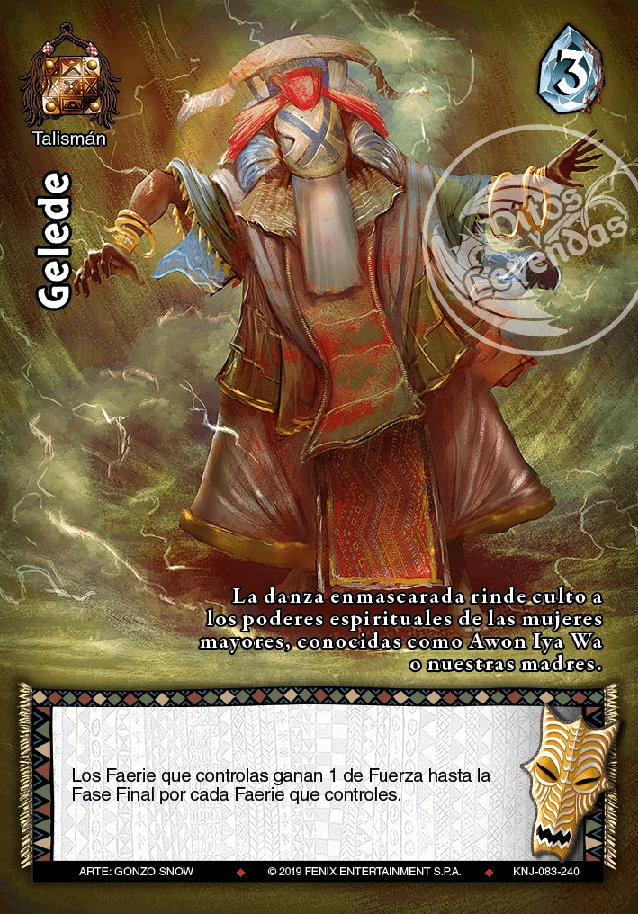 3
Talismán
Gelede
Mitos
y
Leyendas
La danza enmascarada rinde culto a
los poderes espirituales de las mujeres
mayores, conocidas como Awon Iya Wa
o nuestras madres.
Los Faerie que controlas ganan 1 de Fuerza hasta la
Fase Final por cada Faerie que controles.
ARTE: GONZO SNOW ♦ © 2019 FENIX ENTERTAINMENT S.P.A. ♦ KNJ-083-240